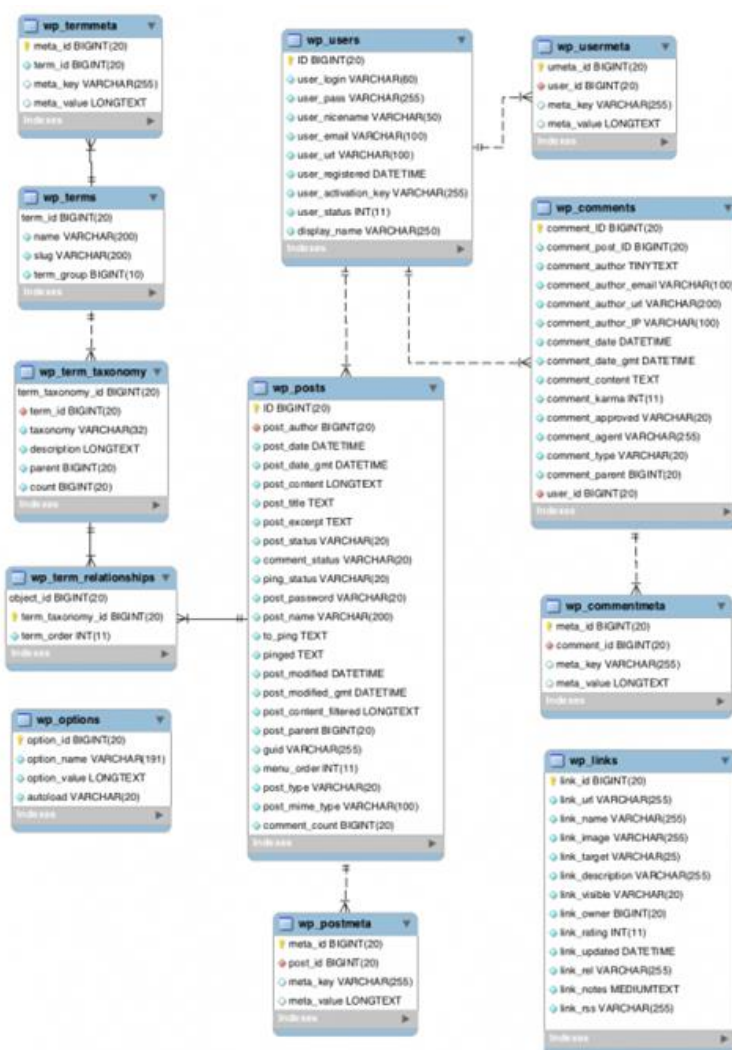 wp_termmeta
meta_id BIGINT(20)
term_id BIGINT(20)
meta_key VARCHAR(255)
meta_value LONGTEXT
Indexes
wp_terms
term_id BIGINT(20)
name VARCHAR(200)
slug VARCHAR(200)
term_group BIGINT(10)
Indexes
wp_term_taxonomy
term_taxonomy_id BIGINT(20)
term_id BIGINT(20)
taxonomy VARCHAR(32)
description LONGTEXT
parent BIGINT(20)
count BIGINT(20)
Indexes
wp_term_relationships
object_id BIGINT(20)
term_taxonomy_id BIGINT(20)
term_order INT(11)
Indexes
wp_options
option_id BIGINT(20)
option_name VARCHAR(191)
option_value LONGTEXT
autoload VARCHAR(20)
Indexes
wp_users
ID BIGINT(20)
user_login VARCHAR(60)
user_pass VARCHAR(255)
user_nicename VARCHAR(50)
user_email VARCHAR(100)
user_url VARCHAR(100)
user_registered DATETIME
user_activation_key VARCHAR(255)
user_status INT(11)
display_name VARCHAR(250)
Indexes
wp_posts
ID BIGINT(20)
post_author BIGINT(20)
post_date DATETIME
post_date_gmt DATETIME
post_content LONGTEXT
post_title TEXT
post_excerpt TEXT
post_status VARCHAR(20)
comment_status VARCHAR(20)
ping_status VARCHAR(20)
post_password VARCHAR(20)
post_name VARCHAR(200)
to_ping TEXT
pinged TEXT
post_modified DATETIME
post_modified_gmt DATETIME
post_content_filtered LONGTEXT
post_parent BIGINT(20)
guid VARCHAR(255)
menu_order INT(11)
post_type VARCHAR(20)
post_mime_type VARCHAR(100)
comment_count BIGINT(20)
Indexes
wp_postmeta
meta_id BIGINT(20)
post_id BIGINT(20)
meta_key VARCHAR(255)
meta_value LONGTEXT
Indexes
wp_usermeta
umeta_id BIGINT(20)
user_id BIGINT(20)
meta_key VARCHAR(255)
meta_value LONGTEXT
Indexes
wp_comments
comment_ID BIGINT(20)
comment_post_ID BIGINT(20)
comment_author TINYTEXT
comment_author_email VARCHAR(100)
comment_author_url VARCHAR(200)
comment_author_IP VARCHAR(100)
comment_date DATETIME
comment_date_gmt DATETIME
comment_content TEXT
comment_karma INT(11)
comment_approved VARCHAR(20)
comment_agent VARCHAR(255)
comment_type VARCHAR(20)
comment_parent BIGINT(20)
user_id BIGINT(20)
Indexes
wp_commentmeta
meta_id BIGINT(20)
comment_id BIGINT(20)
meta_key VARCHAR(255)
meta_value LONGTEXT
Indexes
wp_links
link_id BIGINT(20)
link_url VARCHAR(255)
link_name VARCHAR(255)
link_image VARCHAR(255)
link_target VARCHAR(25)
link_description VARCHAR(255)
link_visible VARCHAR(20)
link_owner BIGINT(20)
link_rating INT(11)
link_updated DATETIME
link_rel VARCHAR(255)
link_notes MEDIUMTEXT
link_rss VARCHAR(255)
Indexes